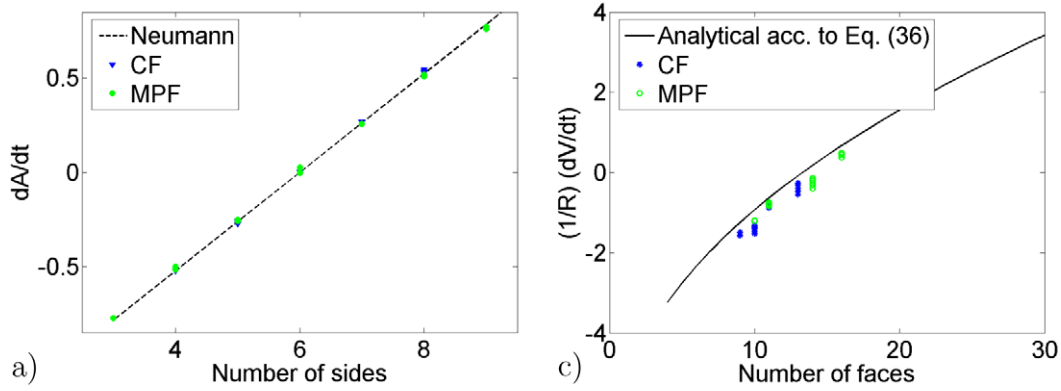 Neumann
CF
MPF
0.5
0
-0.5
dA/dt
4
6
8
Number of sides
a)
Analytical acc. to Eq. (36)
CF
MPF
4
2
0
-2
-4
(1/R) (dV/dt)
0
10
20
30
Number of faces
c)